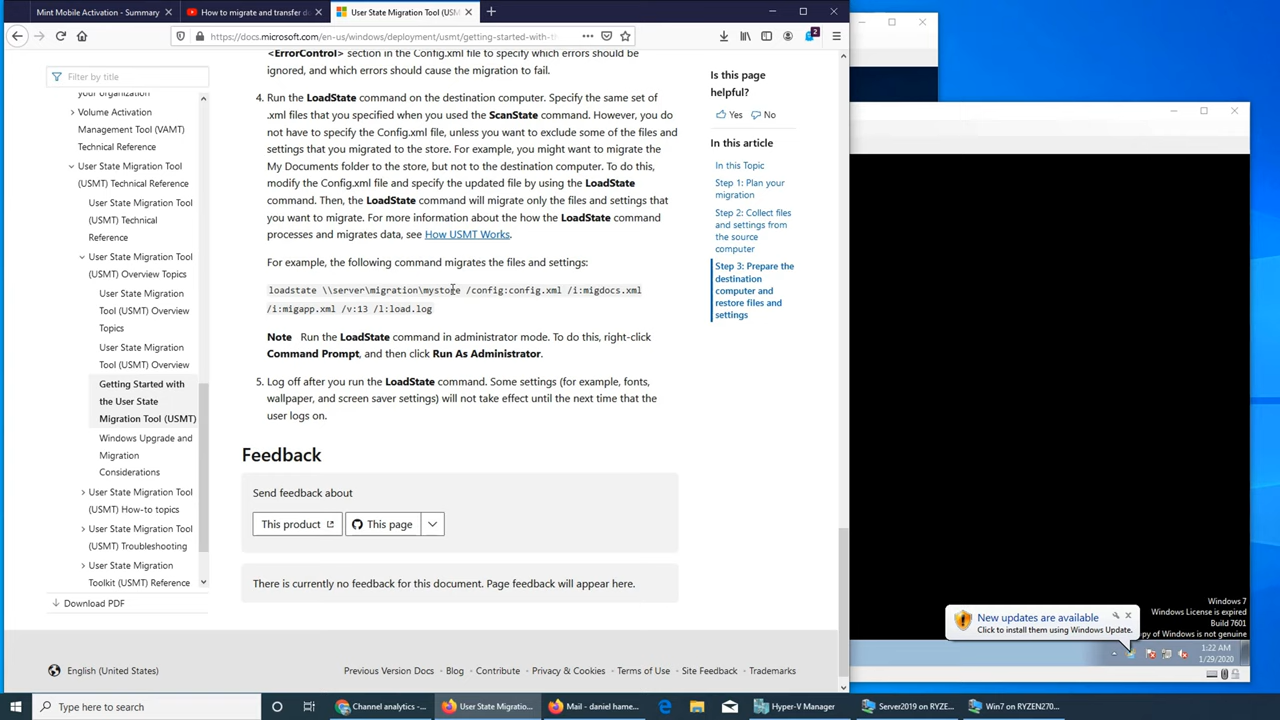 Mint Mobile Activation - Summary
How to migrate and transfer d
User State Migration Tool (USM
https://docs.microsoft.com/en-us/windows/deployment/usmt/getting-started-with-th
2
Filter by title
your organization
Volume Activation
Management Tool (VAMT)
Technical Reference
User State Migration Tool
(USMT) Technical Reference
User State Migration Tool
(USMT) Technical
Reference
User State Migration Tool
(USMT) Overview Topics
User State Migration
Tool (USMT) Overview
Topics
User State Migration
Tool (USMT) Overview
Getting Started with
the User State
Migration Tool (USMT)
Windows Upgrade and
Migration
Considerations
User State Migration Tool
(USMT) How-to topics
User State Migration Tool
(USMT) Troubleshooting
User State Migration
Toolkit (USMT) Reference
Download PDF
<ErrorControl> section in the Config.xml file to specify which errors should be
ignored, and which errors should cause the migration to fail.
4. Run the LoadState command on the destination computer. Specify the same set of
.xml files that you specified when you used the ScanState command. However, you do
not have to specify the Config.xml file, unless you want to exclude some of the files and
settings that you migrated to the store. For example, you might want to migrate the
My Documents folder to the store, but not to the destination computer. To do this,
modify the Config.xml file and specify the updated file by using the LoadState
command. Then, the LoadState command will migrate only the files and settings that
you want to migrate. For more information about the how the LoadState command
processes and migrates data, see How USMT Works.
For example, the following command migrates the files and settings:
loadstate \\server\migration\mystore /config:config.xml /i:migdocs.xml
/i:migapp.xml /v:13 /l:load.log
Note Run the LoadState command in administrator mode. To do this, right-click
Command Prompt, and then click Run As Administrator.
5. Log off after you run the LoadState command. Some settings (for example, fonts,
wallpaper, and screen saver settings) will not take effect until the next time that the
user logs on.
Feedback
Send feedback about
This product
This page
There is currently no feedback for this document. Page feedback will appear here.
Is this page
helpful?
Yes No
In this article
In this Topic
Step 1: Plan your
migration
Step 2: Collect files
and settings from
the source
computer
Step 3: Prepare the
destination
computer and
restore files and
settings
English (United States)
Previous Version Docs • Blog • Contribute • Privacy & Cookies • Terms of Use • Site Feedback • Trademarks
Windows 7
Windows License is expired
Build 7601
opy of Windows is not genuine
New updates are available
Click to install them using Windows Update.
1:22 AM
1/29/2020
Type here to search
Channel analytics -...
User State Migratio...
Mail - daniel hame...
Hyper-V Manager
Server2019 on RYZE...
Win7 on RYZEN270...